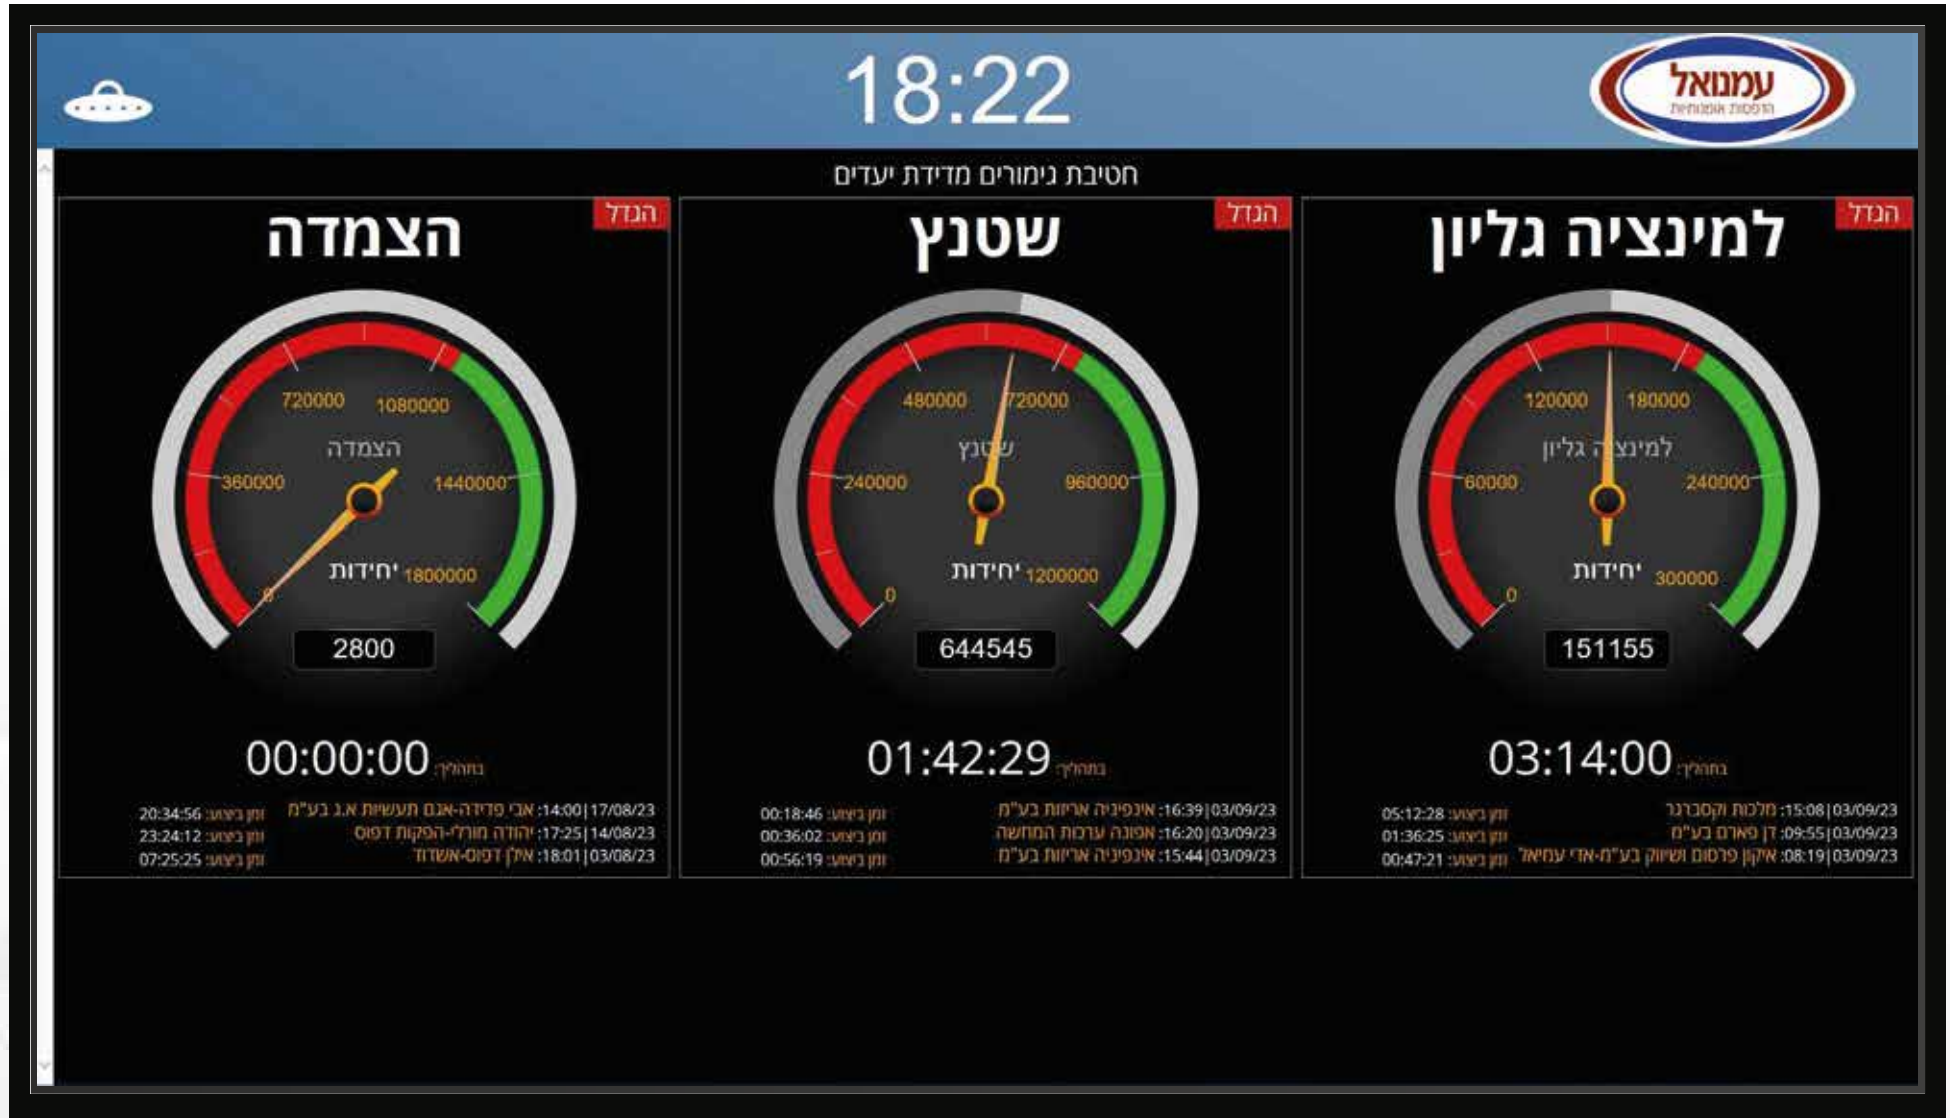 18:22
עמנואל
הדפסות אומנותיות
חטיבת גימורים מדידת יעדים
הגדל
למינציה גליון
0
60000
120000
180000
240000
300000
למינציה גליון
יחידות
151155
בתהליך: 03:14:00
03/09/23|15:08: מלכות וקסברגר זמן ביצוע: 05:12:28
03/09/23|09:55: דן פארם בע"מ זמן ביצוע: 01:36:25
03/09/23|08:19: איקון פרסום ושיווק בע"מ-אדי עמיאל זמן ביצוע: 00:47:21
הגדל
שטנץ
0
240000
480000
720000
960000
1200000
שטנץ
יחידות
644545
בתהליך: 01:42:29
03/09/23|16:39: אינפיניה אריזות בע"מ זמן ביצוע: 00:18:46
03/09/23|16:20: אפונה ערכות המחשה זמן ביצוע: 00:36:02
03/09/23|15:44: אינפיניה אריזות בע"מ זמן ביצוע: 00:56:19
הגדל
הצמדה
0
360000
720000
1080000
1440000
1800000
הצמדה
יחידות
2800
בתהליך: 00:00:00
17/08/23|14:00: אבי פדידה-אגם תעשיות א.ג בע"מ זמן ביצוע: 20:34:56
14/08/23|17:25: יהודה מורלי-הפקות דפוס זמן ביצוע: 23:24:12
03/08/23|18:01: אילן דפוס-אשדוד זמן ביצוע: 07:25:25